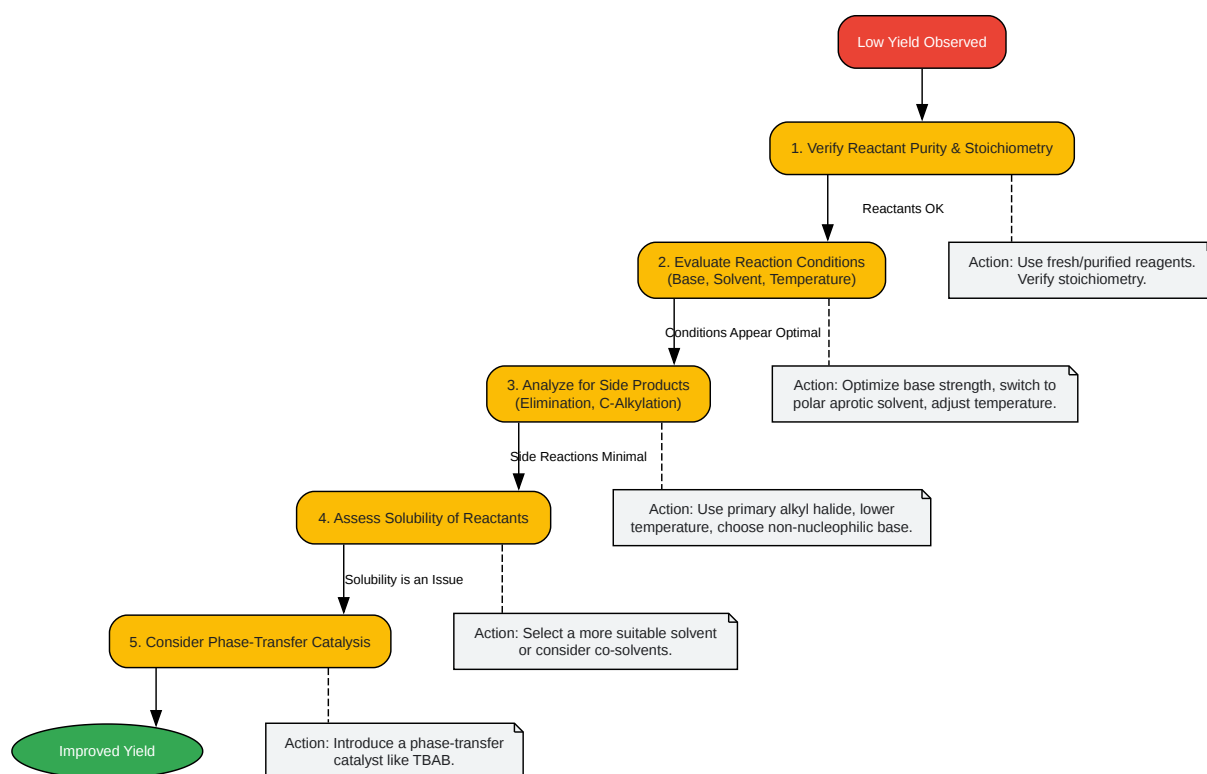 Low Yield Observed
1. Verify Reactant Purity & Stoichiometry
Reactants OK
2. Evaluate Reaction Conditions
(Base, Solvent, Temperature)
Action: Use fresh/purified reagents.
Verify stoichiometry.
Conditions Appear Optimal
3. Analyze for Side Products
(Elimination, C-Alkylation)
Action: Optimize base strength, switch to
polar aprotic solvent, adjust temperature.
Side Reactions Minimal
4. Assess Solubility of Reactants
Action: Use primary alkyl halide, lower
temperature, choose non-nucleophilic base.
Solubility is an Issue
5. Consider Phase-Transfer Catalysis
Action: Select a more suitable solvent
or consider co-solvents.
Improved Yield
Action: Introduce a phase-transfer
catalyst like TBAB.